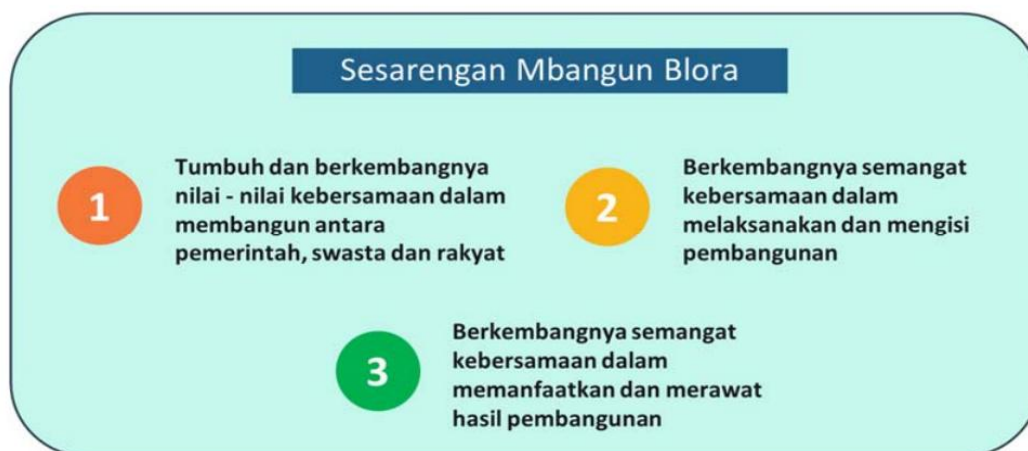 Sesarengan Mbangun Blora
1
Tumbuh dan berkembangnya
nilai - nilai kebersamaan dalam
membangun antara
pemerintah, swasta dan rakyat
2
Berkembangnya semangat
kebersamaan dalam
melaksanakan dan mengisi
pembangunan
3
Berkembangnya semangat
kebersamaan dalam
memanfaatkan dan merawat
hasil pembangunan